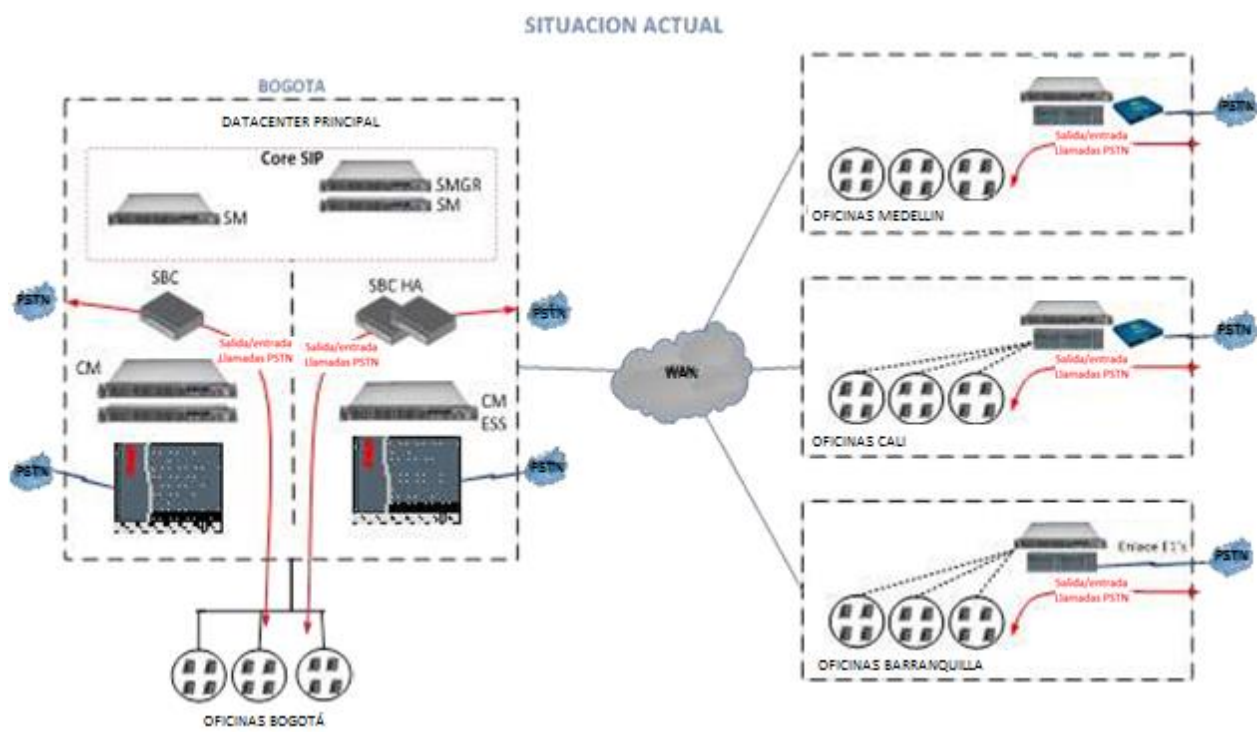 SITUACION ACTUAL
BOGOTA
DATACENTER PRINCIPAL
Core SIP
SM
SMGR
SM
SBC
SBC HA
PSTN
PSTN
Salida/entrada
Llamadas PSTN
Salida/entrada
Llamadas PSTN
CM
CM
ESS
PSTN
PSTN
OFICINAS BOGOTÁ
WAN
PSTN
Salida/entrada
Llamadas PSTN
OFICINAS MEDELLIN
PSTN
Salida/entrada
Llamadas PSTN
OFICINAS CALI
Enlace E1's
PSTN
Salida/entrada
Llamadas PSTN
OFICINAS BARRANQUILLA